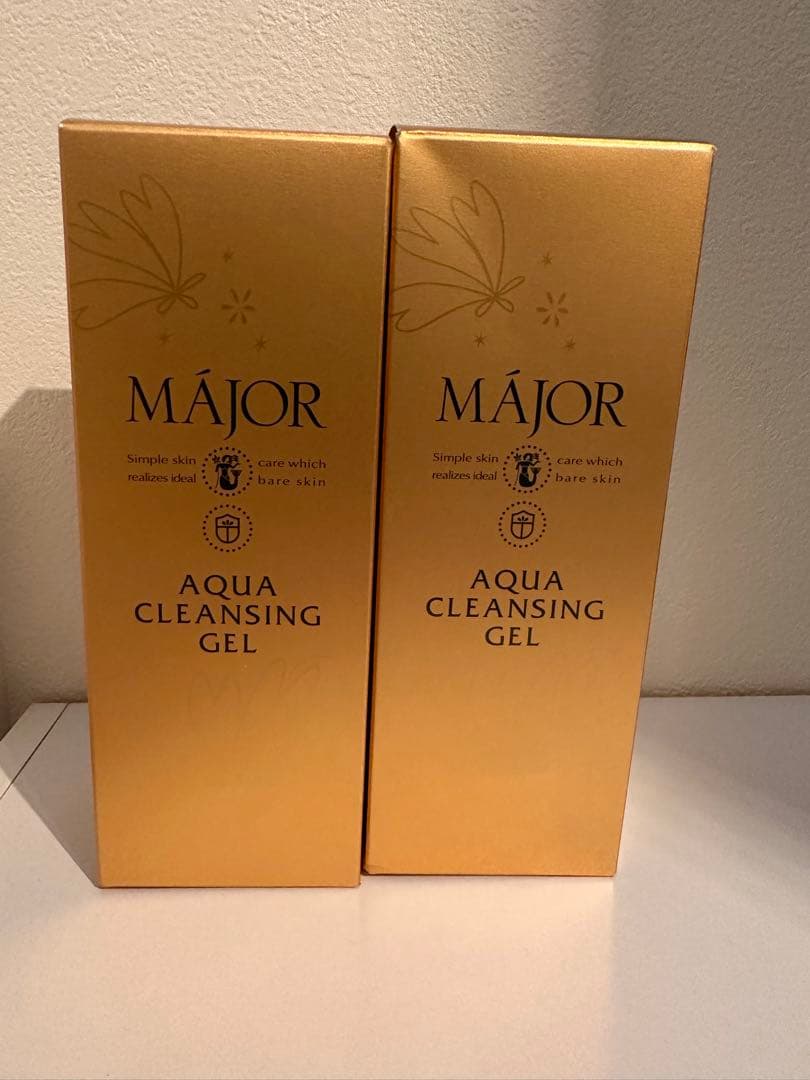 MÁJOR
Simple skin care which
realizes ideal bare skin
AQUA
CLEANSING
GEL
MÁJOR
Simple skin care which
realizes ideal bare skin
AQUA
CLEANSING
GEL